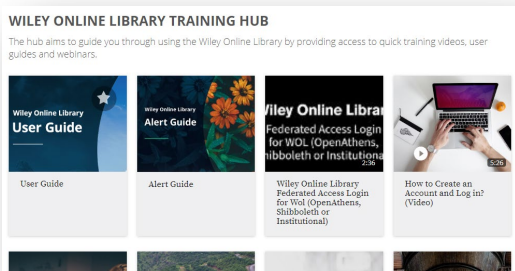 WILEY ONLINE LIBRARY TRAINING HUB
The hub aims to guide you through using the Wiley Online Library by providing access to quick training videos, user
guides and webinars.
Wiley Online Library
User Guide
Wiley Online Library
Alert Guide
Wiley Online Librar
Federated Access Login
for WOL (OpenAthens,
hibboleth or Institutiona
2:36
5:26
User Guide
Alert Guide
Wiley Online Library
Federated Access Login
for Wol (OpenAthens,
Shibboleth or
Institutional)
How to Create an
Account and Log in?
(Video)